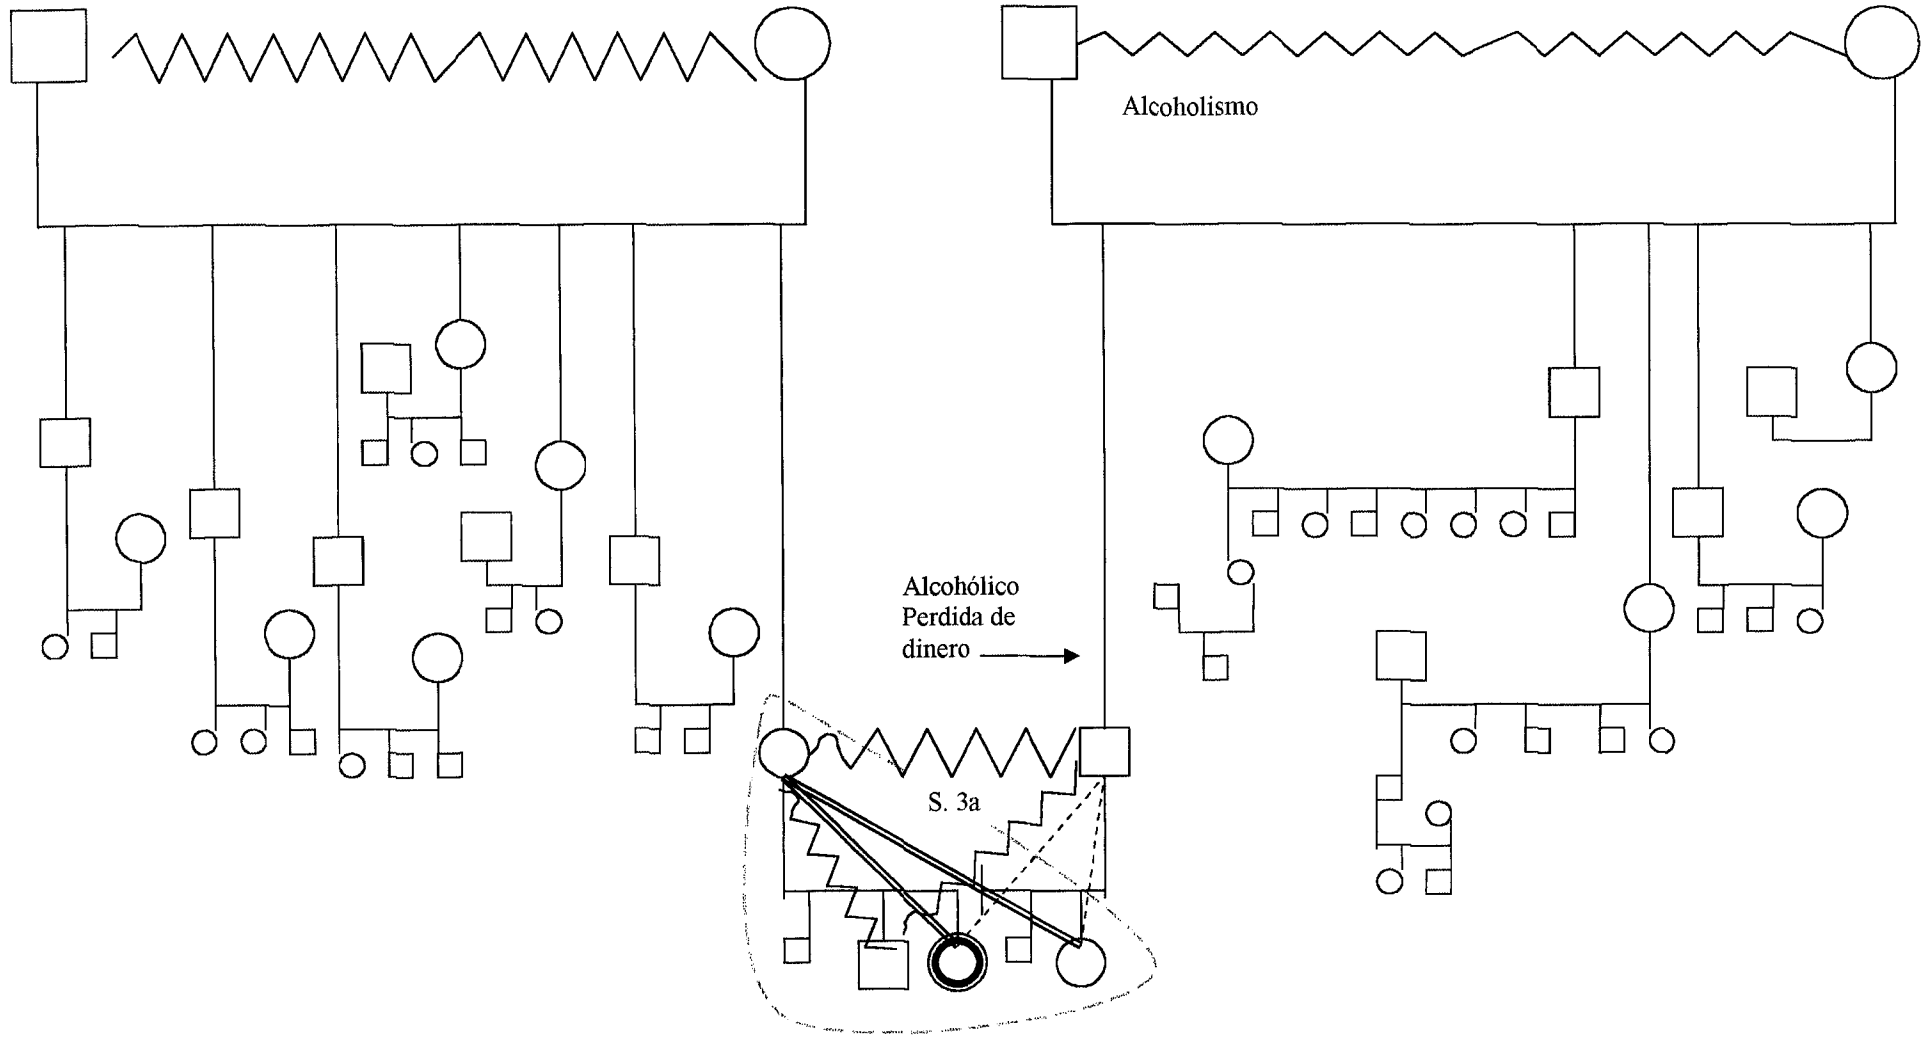 Alcoholismo
Alcohólico
Perdida de
dinero
S. 3a